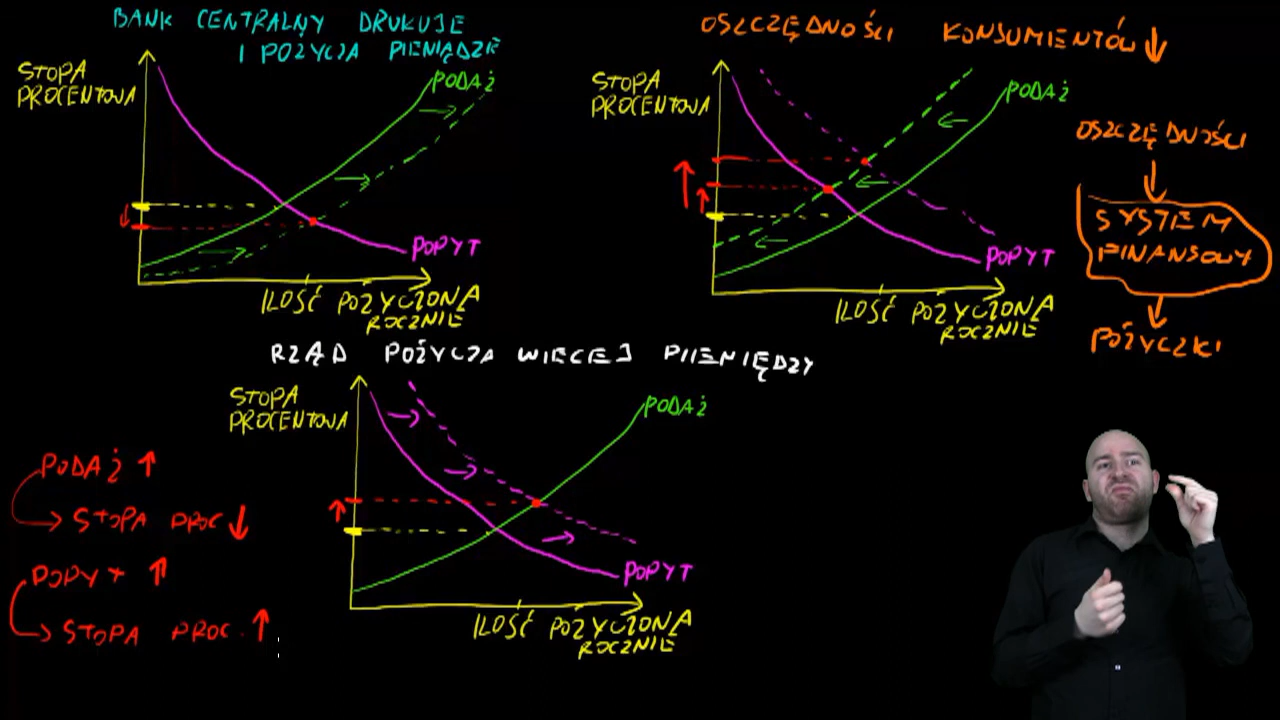 BANK CENTRALNY DRUKUJE
I POŻYCZA PIENIĄDZE
STOPA
PROCENTOWA
PODAŻ
POPYT
ILOŚĆ POŻYCZONA
ROCZNIE
OSZCZĘDNOŚCI KONSUMENTÓW
STOPA
PROCENTOWA
PODAŻ
POPYT
ILOŚĆ POŻYCZONA
ROCZNIE
OSZCZĘDNOŚCI
SYSTEM
FINANSOWY
POŻYCZKI
RZĄD POŻYCZA WIĘCEJ PIIENIĘDZY
STOPA
PROCENTOWA
PODAŻ
POPYT
ILOŚĆ POŻYCZONA
ROCZNIE
PODAŻ ↑
→ STOPA PROC ↓
POPYT ↑
→ STOPA PROC. ↑